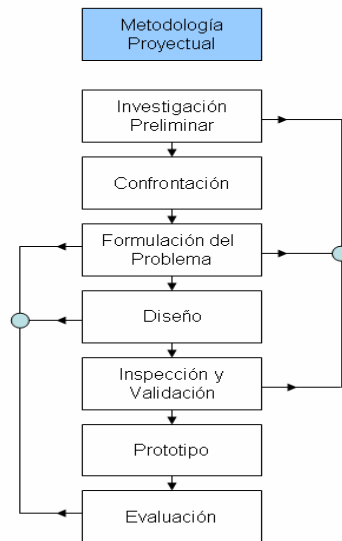 Metodología
Proyectual
Investigación
Preliminar
Confrontación
Formulación del
Problema
Diseño
Inspección y
Validación
Prototipo
Evaluación